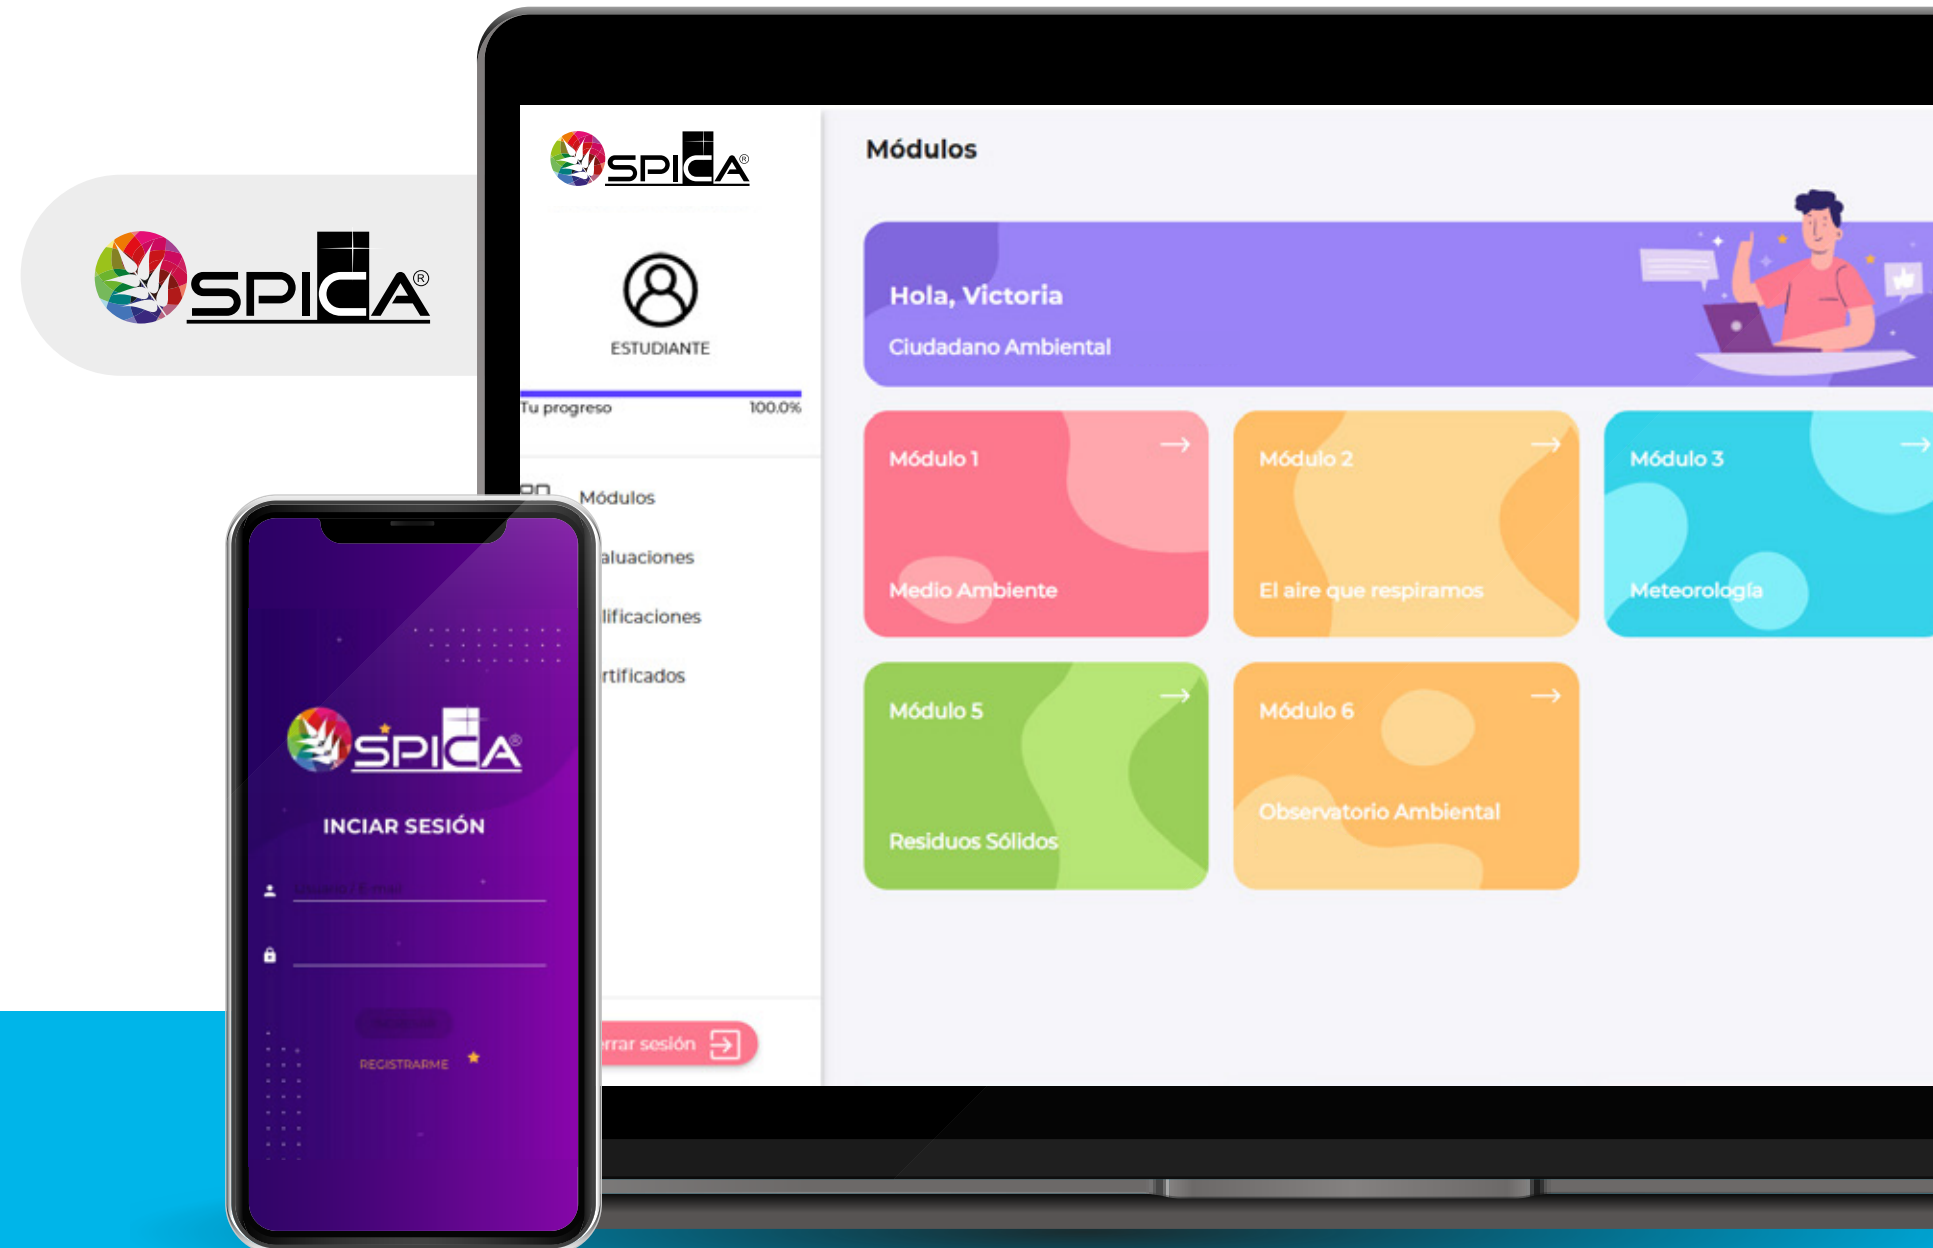 SPICA®
SPICA®
ESTUDIANTE
Tu progreso 100.0%
Módulos
aluaciones
lificaciones
rtificados
rrar sesión
Módulos
Hola, Victoria
Ciudadano Ambiental
Módulo 1
Medio Ambiente
Módulo 2
El aire que respiramos
Módulo 3
Meteorología
Módulo 5
Residuos Sólidos
Módulo 6
Observatorio Ambiental
SPICA®
INCIAR SESIÓN
Usuario / E-mail
REGISTRARME